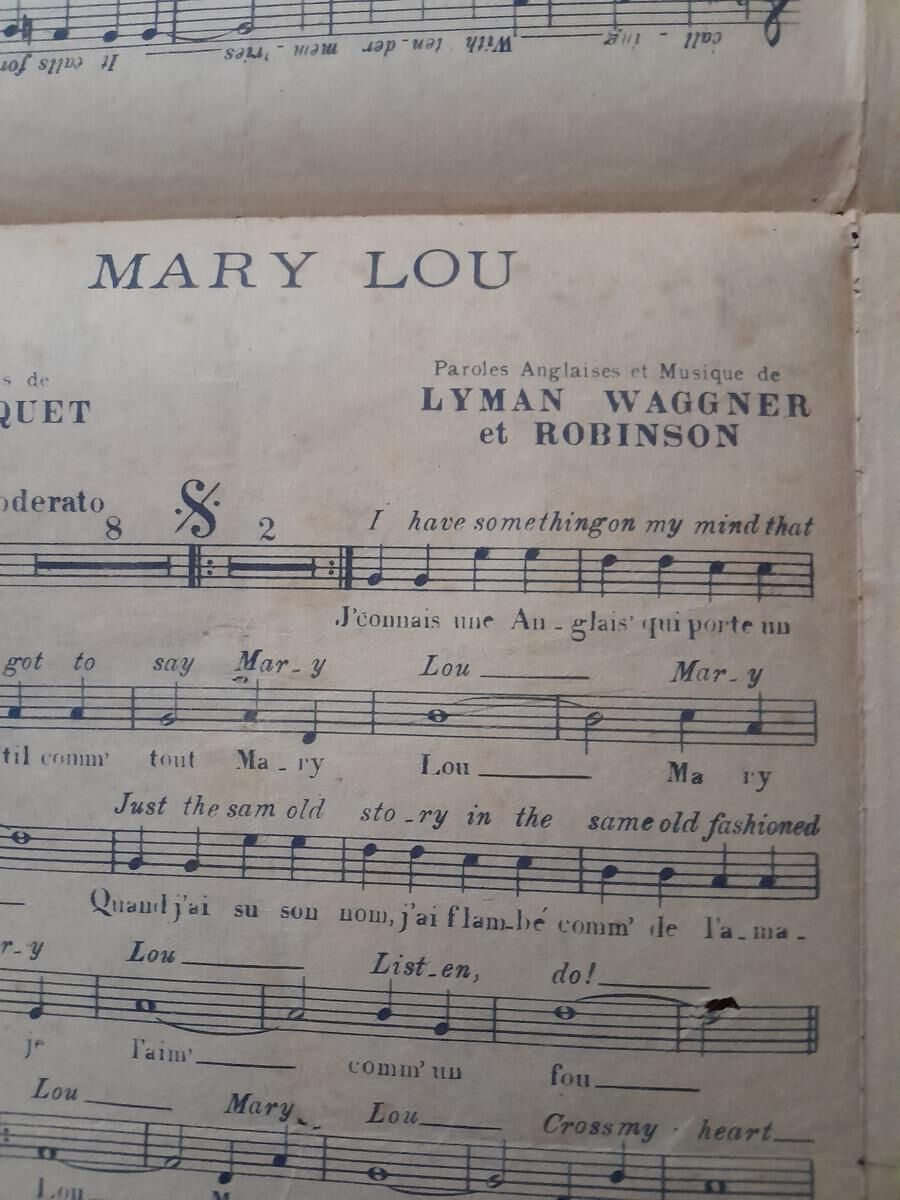 call - ing With ten - der mem - 'ries It calls for
MARY LOU
s de
QUET
Paroles Anglaises et Musique de
LYMAN WAGGNER
et ROBINSON
oderato
8
2
I have something on my mind that
J'connais une An - glais' qui porte un
got to say Mar - y Lou Mar - y
til comm' tout Ma - ry Lou Ma ry
Just the sam old sto - ry in the same old fashioned
Quand j'ai su son nom, j'ai flam - bé comm' de l'a - ma -
r - y Lou List - en, do!
je l'aim' comm' un fou
Lou Mary Lou Cross my heart
Lou M